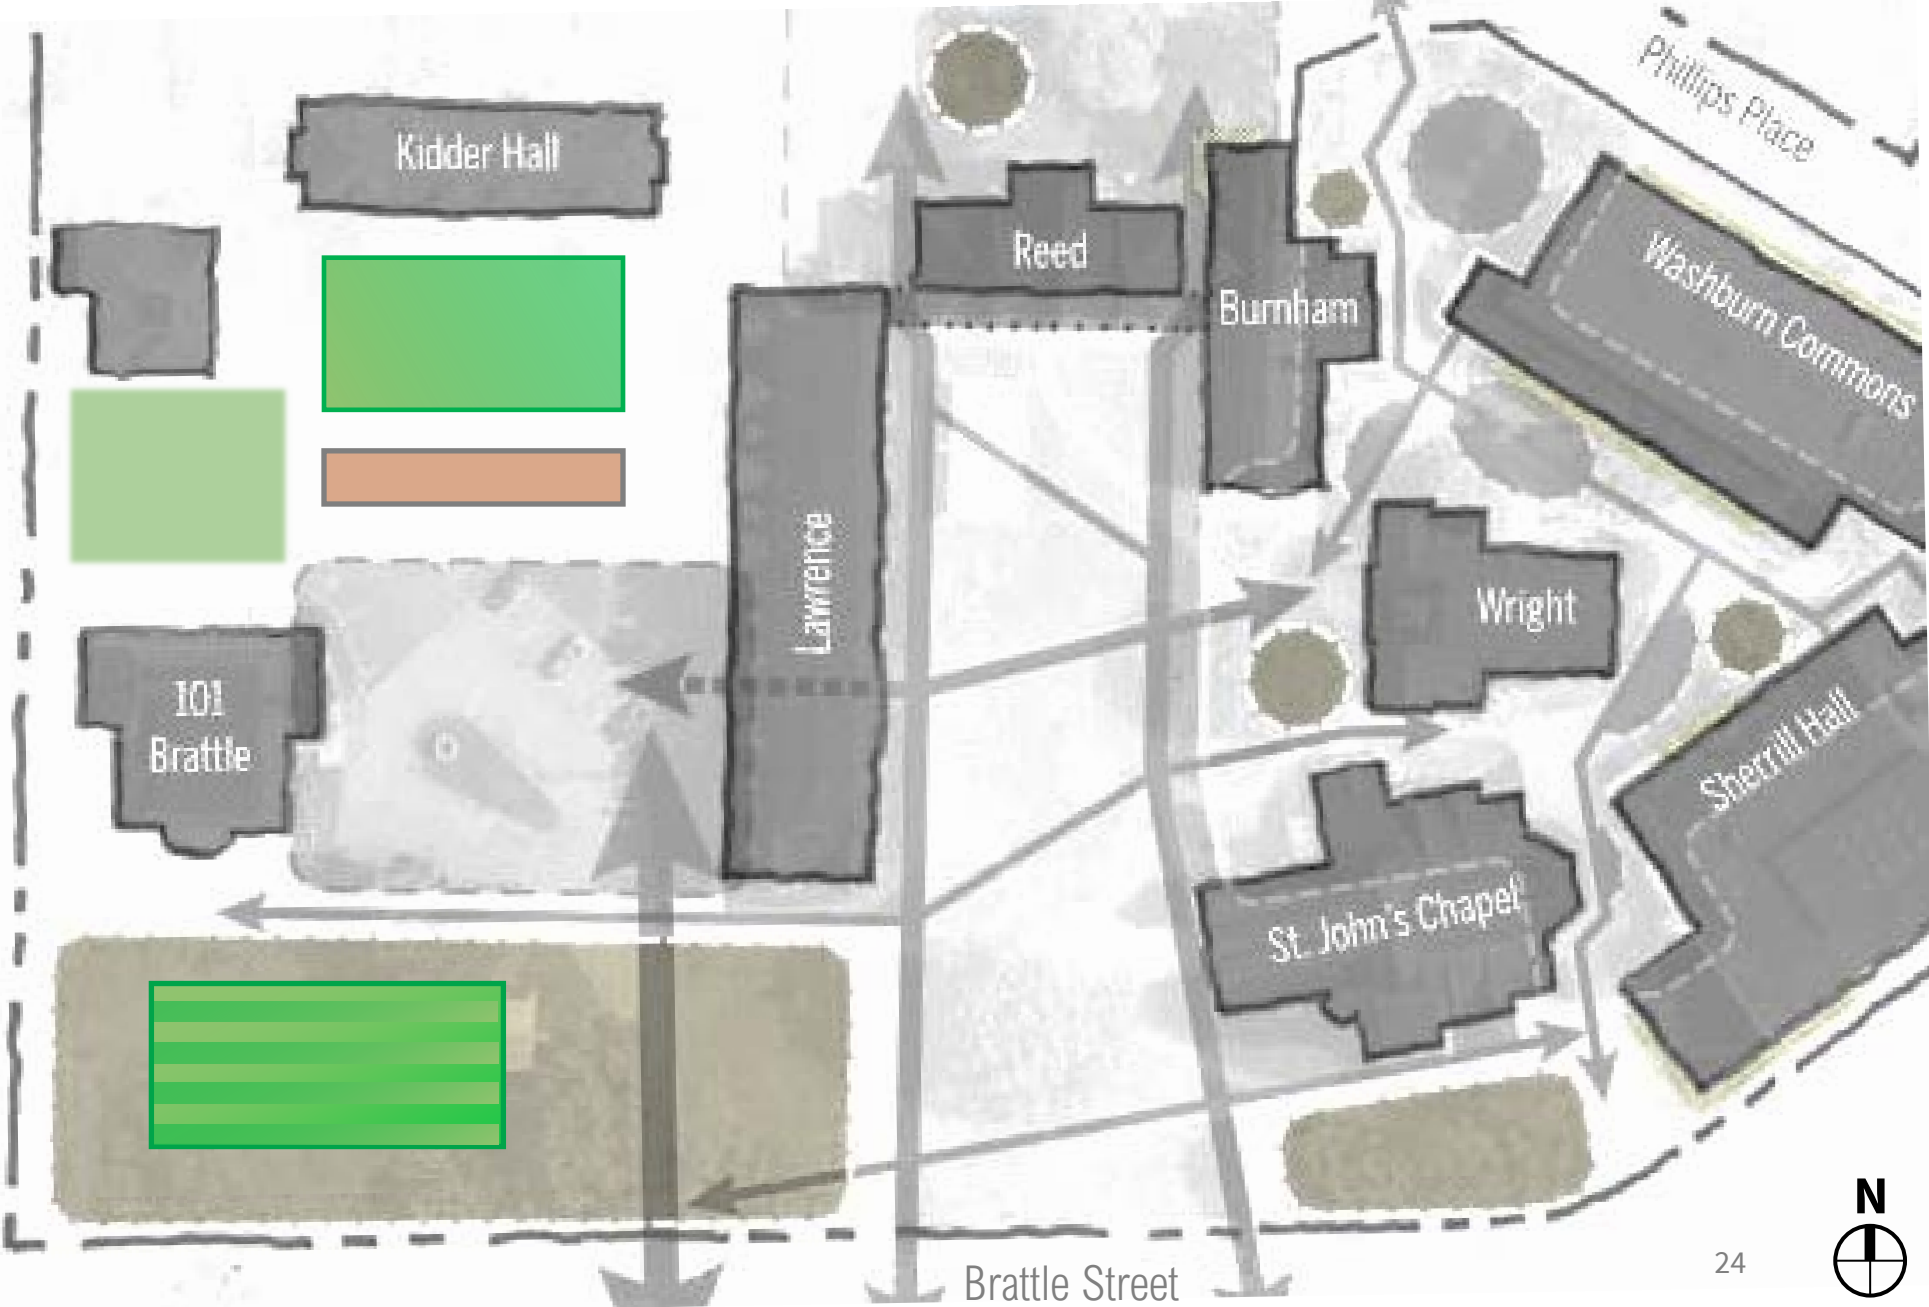 Phillips Place
Kidder Hall
Reed
Burnham
Washburn Commons
Lawrence
Wright
101
Brattle
Sherrill Hall
St. John's Chapel
N
24
Brattle Street